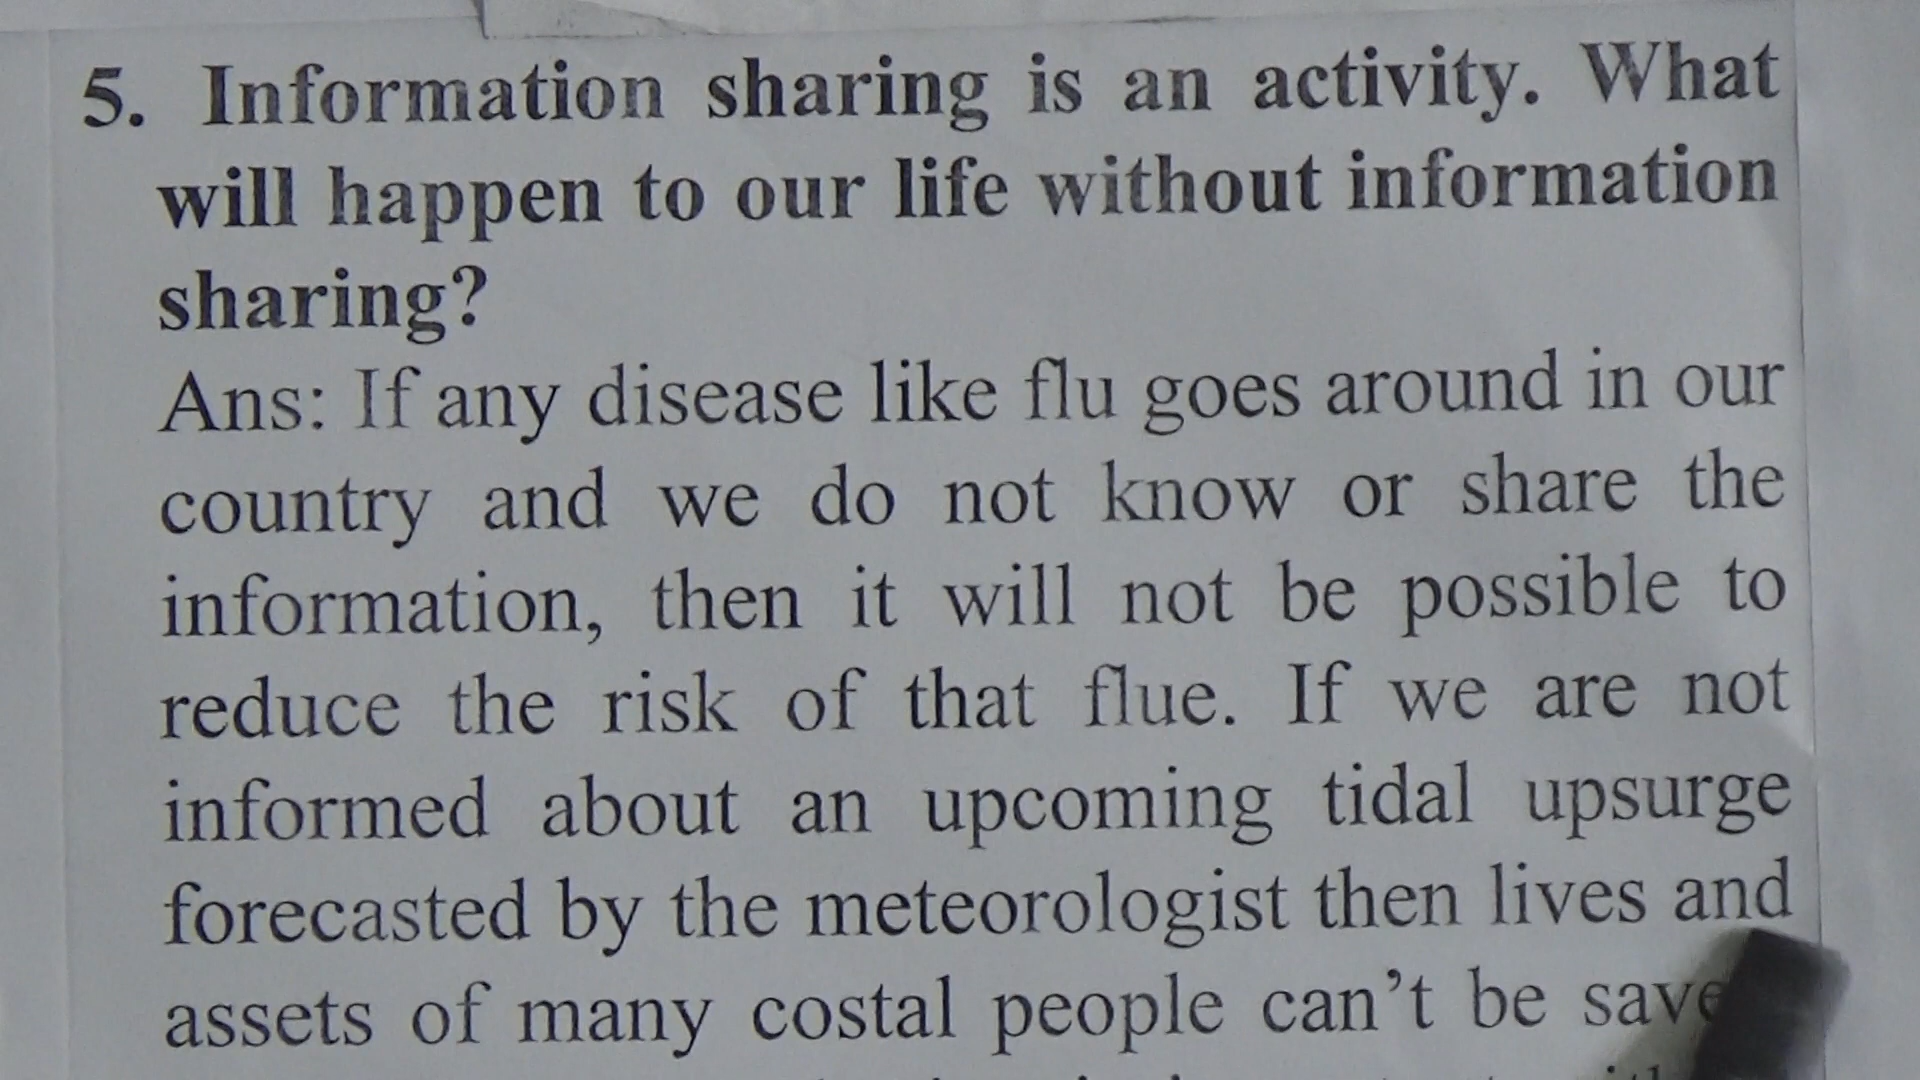 5. Information sharing is an activity. What
will happen to our life without information
sharing?
Ans: If any disease like flu goes around in our
country and we do not know or share the
information, then it will not be possible to
reduce the risk of that flue. If we are not
informed about an upcoming tidal upsurge
forecasted by the meteorologist then lives and
assets of many costal people can't be